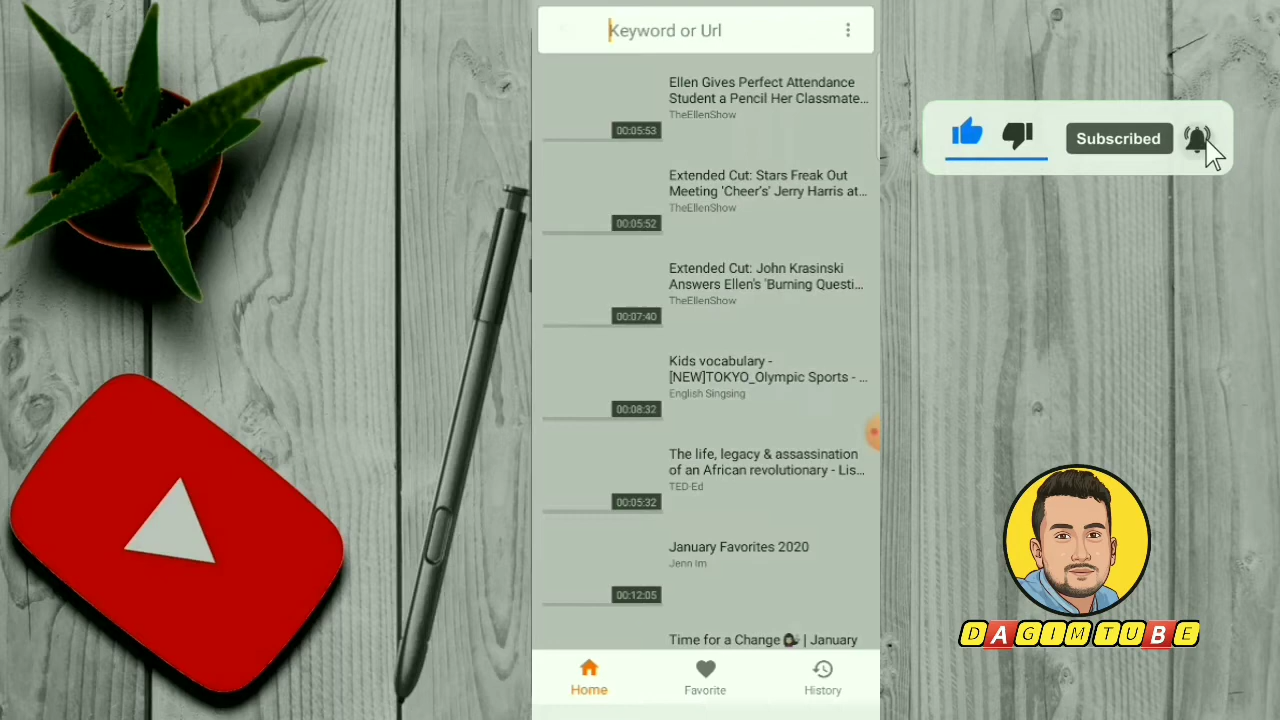 Keyword or Url
Ellen Gives Perfect Attendance
Student a Pencil Her Classmate...
TheEllenShow
00:05:53
Extended Cut: Stars Freak Out
Meeting 'Cheer's' Jerry Harris at...
TheEllenShow
00:05:52
Extended Cut: John Krasinski
Answers Ellen's 'Burning Questi...
TheEllenShow
00:07:40
Kids vocabulary -
[NEW]TOKYO_Olympic Sports - ...
English Singsing
00:08:32
The life, legacy & assassination
of an African revolutionary - Lis...
TED-Ed
00:05:32
January Favorites 2020
Jenn Im
00:12:05
Time for a Change 💁🏻‍♀️ | January
Home
Favorite
History
Subscribed
DAGIMTUBE